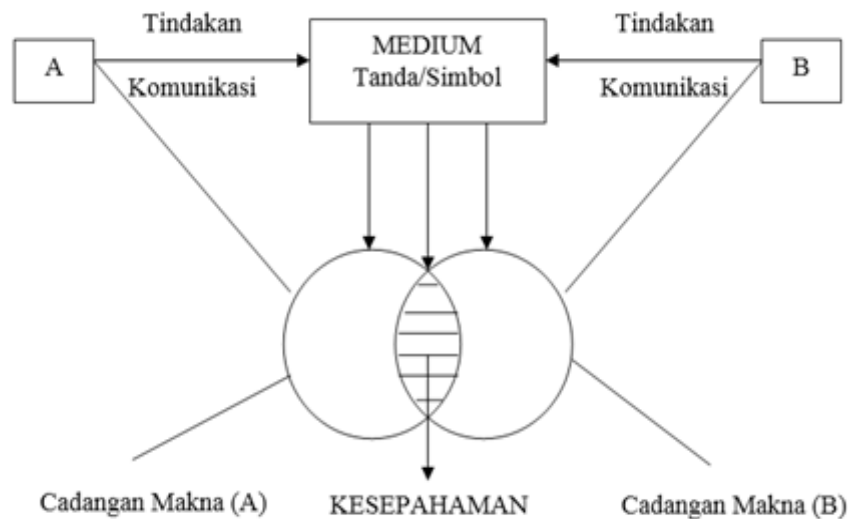 Tindakan
Komunikasi
A
MEDIUM
Tanda/Simbol
Tindakan
Komunikasi
B
Cadangan Makna (A)
KESEPAHAMAN
Cadangan Makna (B)